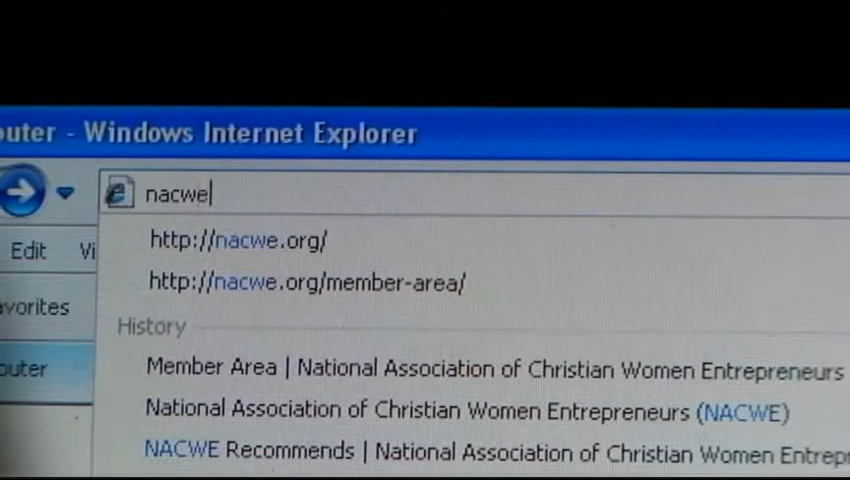 outer - Windows Internet Explorer
nacwe
http://nacwe.org/
Edit Vi
http://nacwe.org/member-area/
avorites
History
outer
Member Area | National Association of Christian Women Entrepreneurs
National Association of Christian Women Entrepreneurs (NACWE)
NACWE Recommends | National Association of Christian Women Entrepr